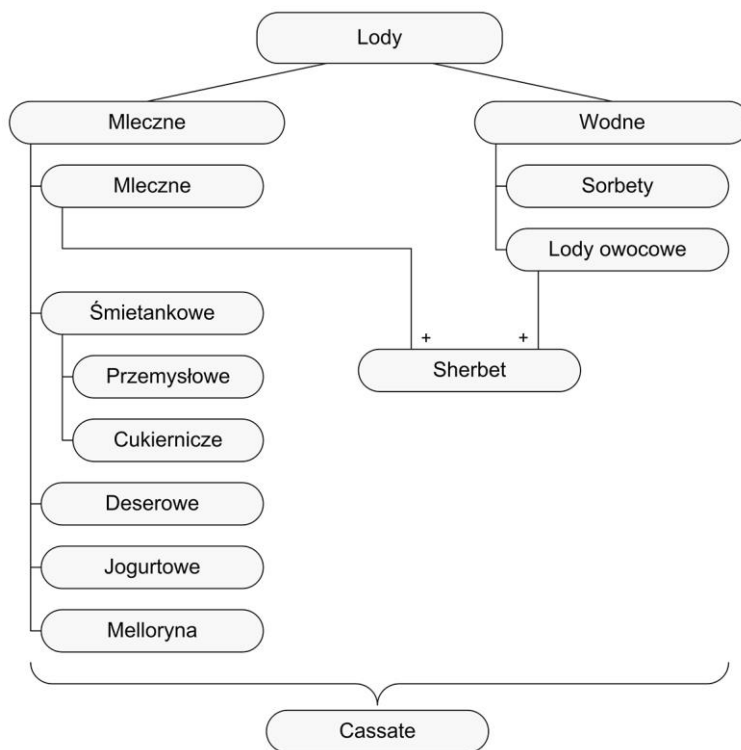 Lody
Mleczne
Wodne
Mleczne
Sorbety
Lody owocowe
Śmietankowe
+
+
Sherbet
Przemysłowe
Cukiernicze
Deserowe
Jogurtowe
Melloryna
Cassate